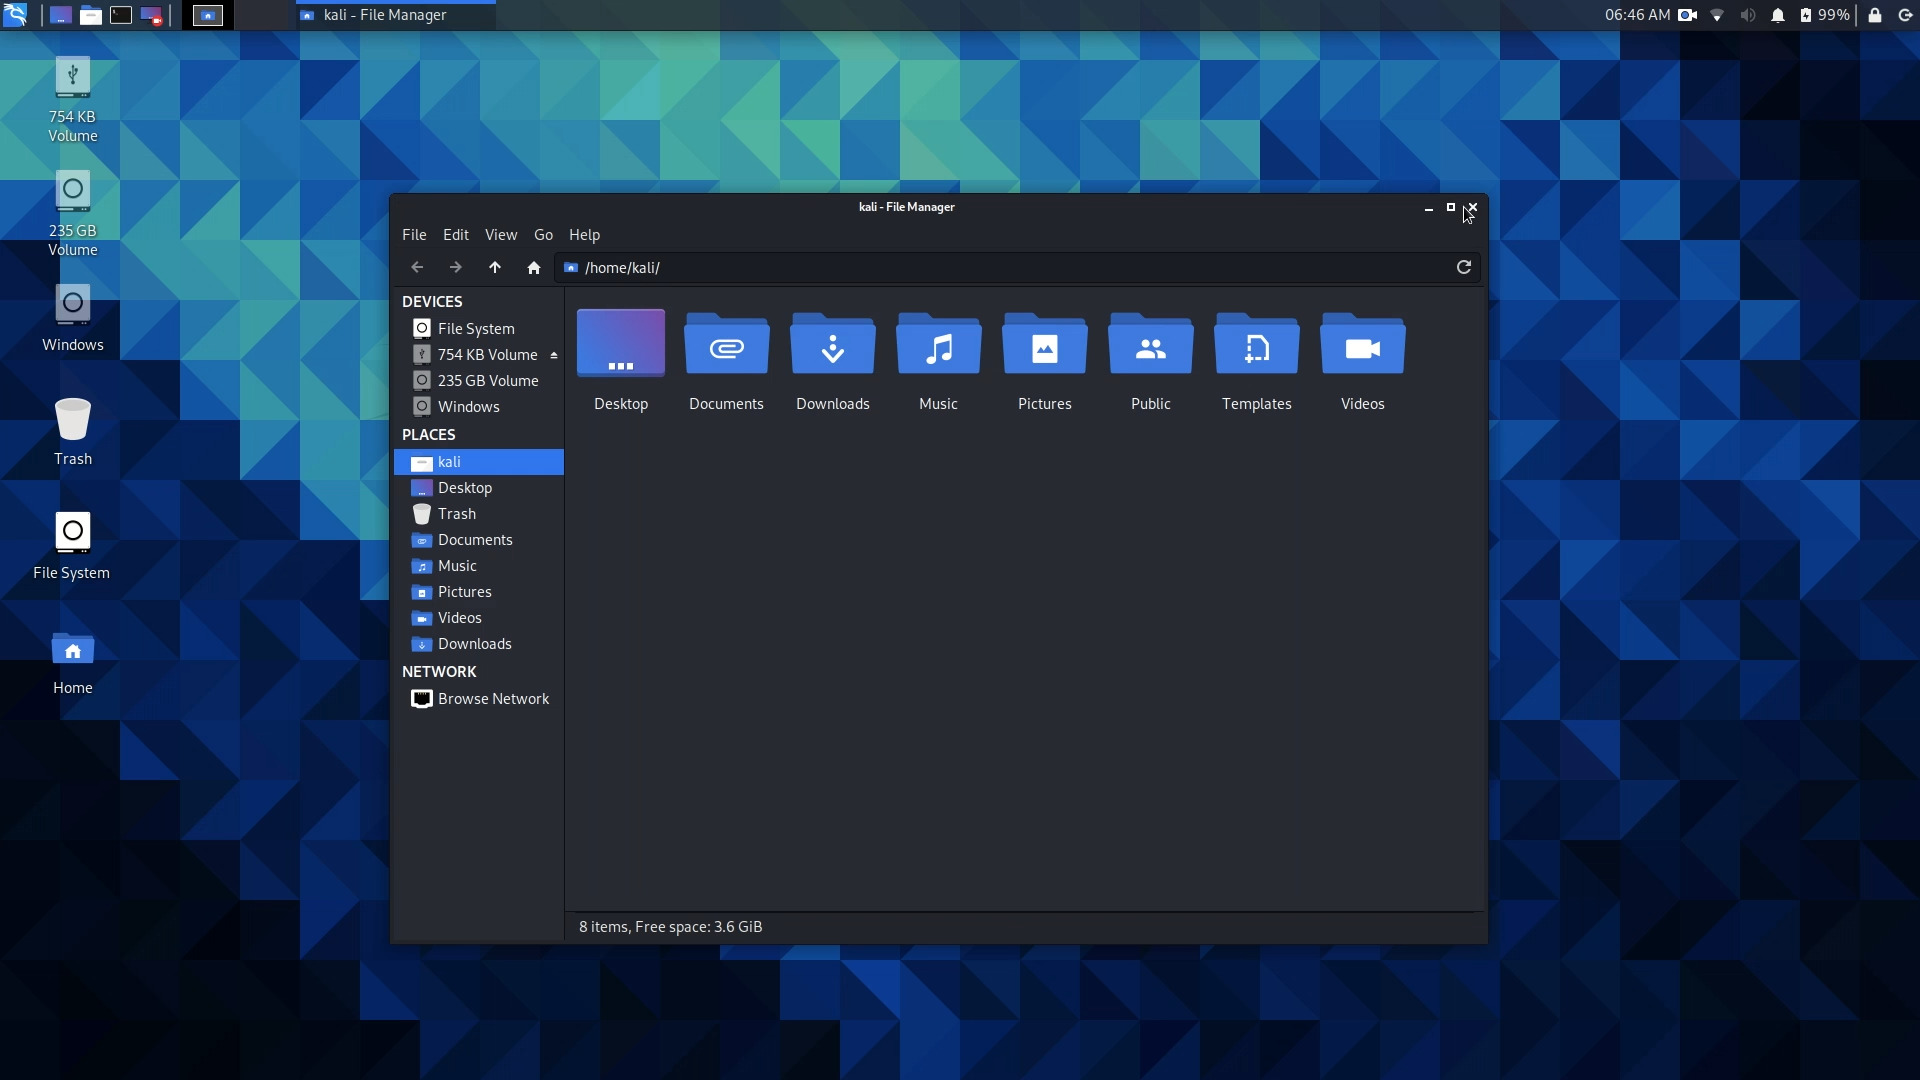 kali - File Manager
06:46 AM
99%
754 KB
Volume
235 GB
Volume
Windows
Trash
File System
Home
kali - File Manager
File Edit View Go Help
/home/kali/
DEVICES
File System
754 KB Volume
235 GB Volume
Windows
PLACES
kali
Desktop
Trash
Documents
Music
Pictures
Videos
Downloads
NETWORK
Browse Network
Desktop Documents Downloads Music Pictures Public Templates Videos
8 items, Free space: 3.6 GiB